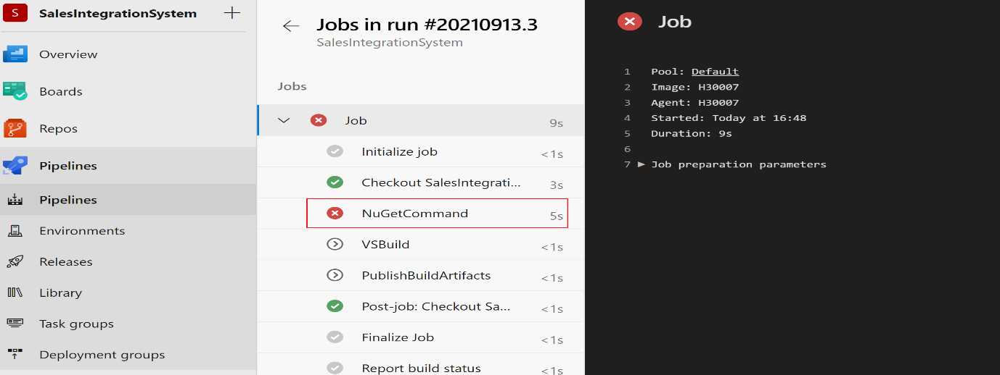 S SalesIntegrationSystem
Overview
Boards
Repos
Pipelines
Pipelines
Environments
Releases
Library
Task groups
Deployment groups
Jobs in run #20210913.3
SalesIntegrationSystem
Jobs
Job 9s
Initialize job <1s
Checkout SalesIntegrati... 3s
NuGetCommand 5s
VSBuild <1s
PublishBuildArtifacts <1s
Post-job: Checkout Sa... <1s
Finalize Job <1s
Report build status <1s
Job
1 Pool: Default
2 Image: H30007
3 Agent: H30007
4 Started: Today at 16:48
5 Duration: 9s
6
7 Job preparation parameters